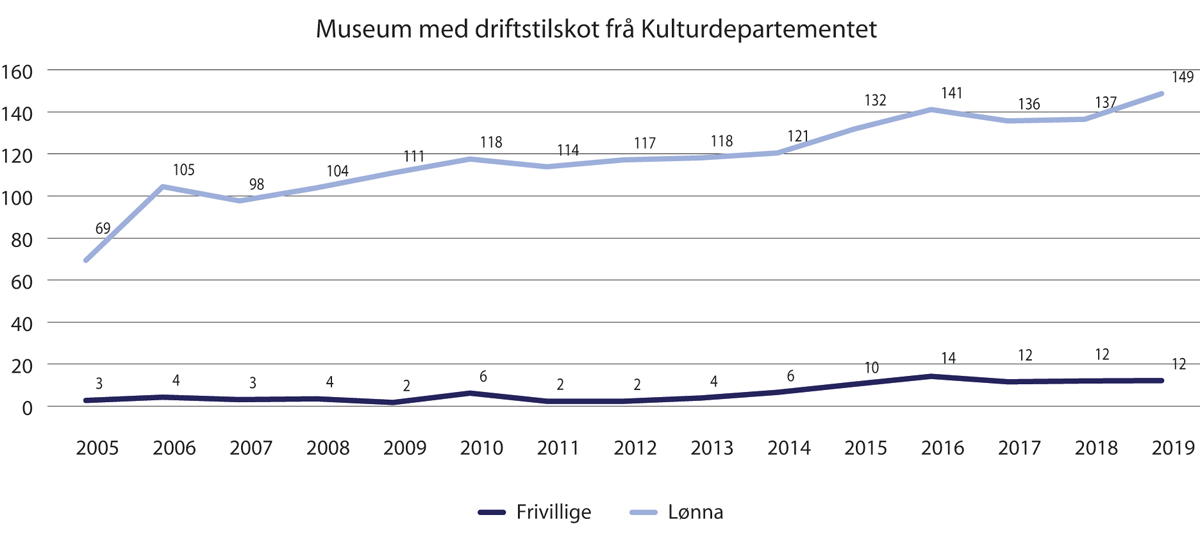 Museum med driftstilskot frå Kulturdepartementet
160
140
120
100
80
60
40
20
0
69 105 98 104 111 118 114 117 118 121 132 141 136 137 149
3 4 3 4 2 6 2 2 4 6 10 14 12 12 12
2005 2006 2007 2008 2009 2010 2011 2012 2013 2014 2015 2016 2017 2018 2019
Frivillige Lønna